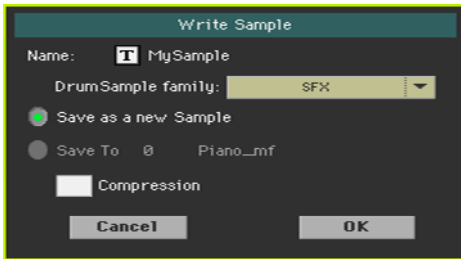 Write Sample
Name: T MySample
DrumSample family: SFX
Save as a new Sample
Save To 0 Piano_mf
Compression
Cancel OK